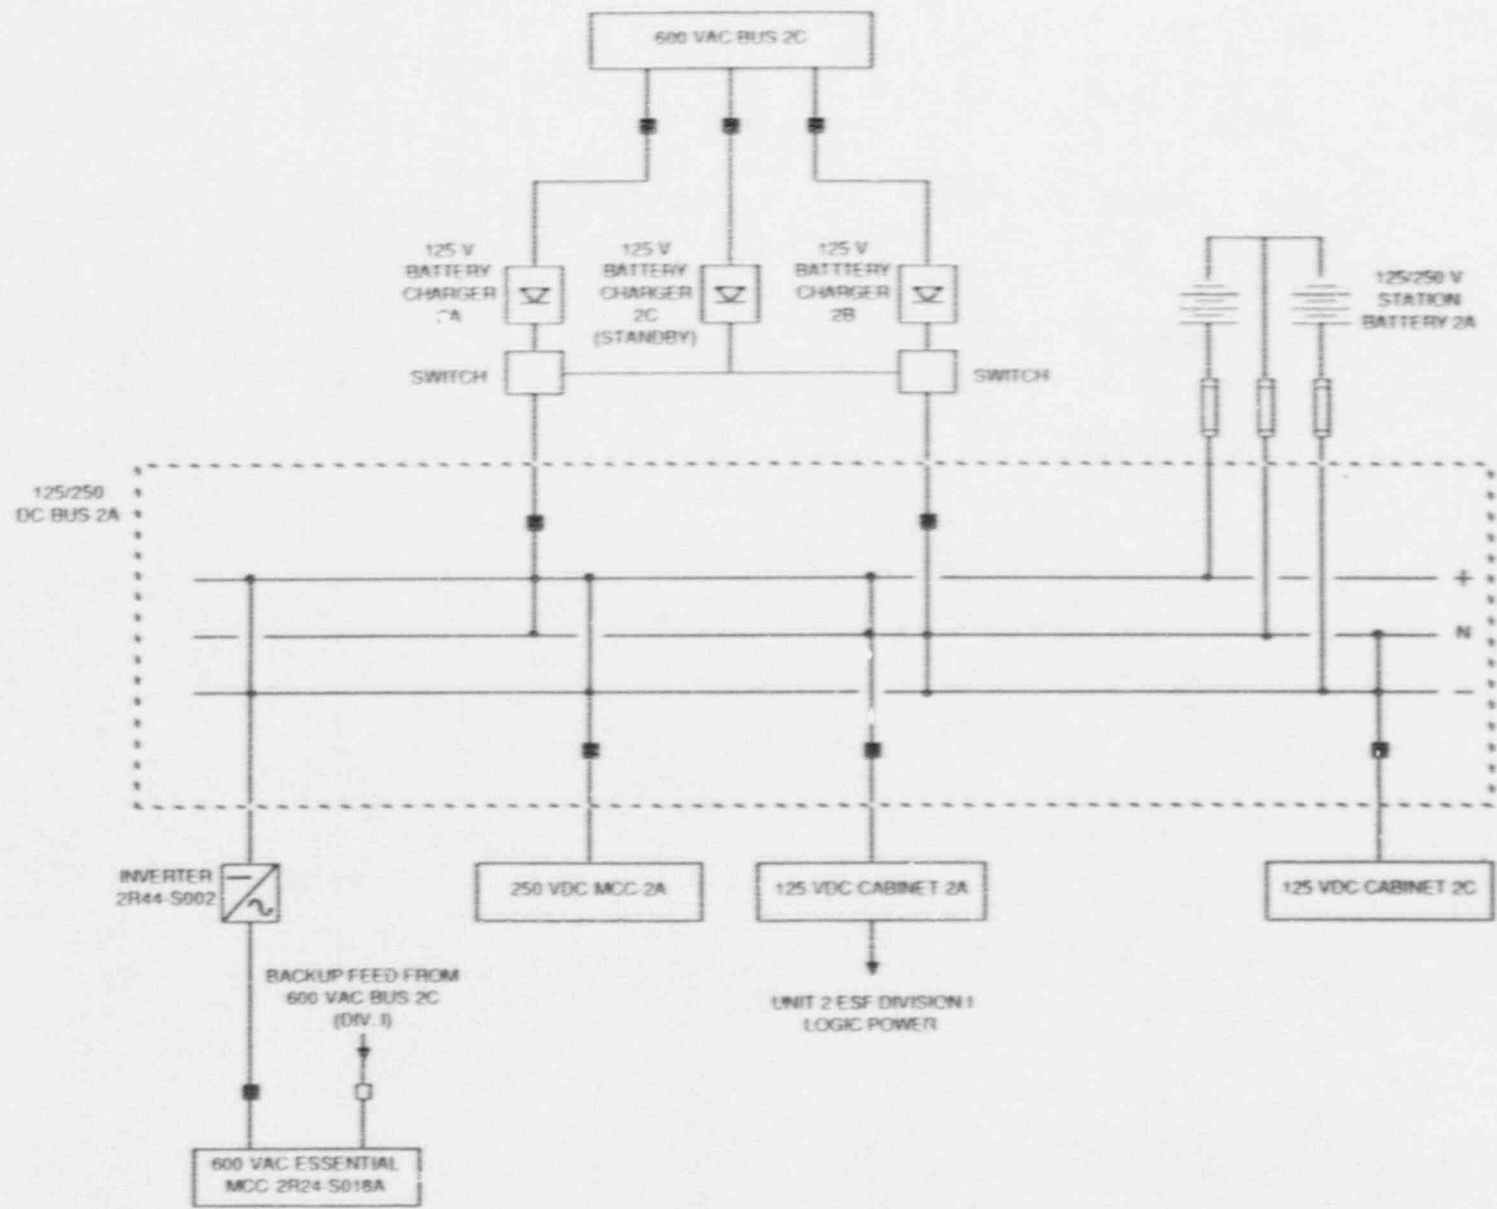 600 VAC BUS 2C
125 V
BATTERY
CHARGER
125 V
BATTERY
CHARGER
2C
(STANDBY)
125 V
BATTTERY
CHARGER
2B
125/250 V
STATION
BATTERY 2A
SWITCH
SWITCH
125/250
DC BUS 2A
+
N
−
INVERTER
2R44-S002
250 VDC MCC 2A
125 VDC CABINET 2A
125 VDC CABINET 2C
BACKUP FEED FROM
600 VAC BUS 2C
(DIV. I)
UNIT 2 ESF DIVISION I
LOGIC POWER
600 VAC ESSENTIAL
MCC 2R24-S018A